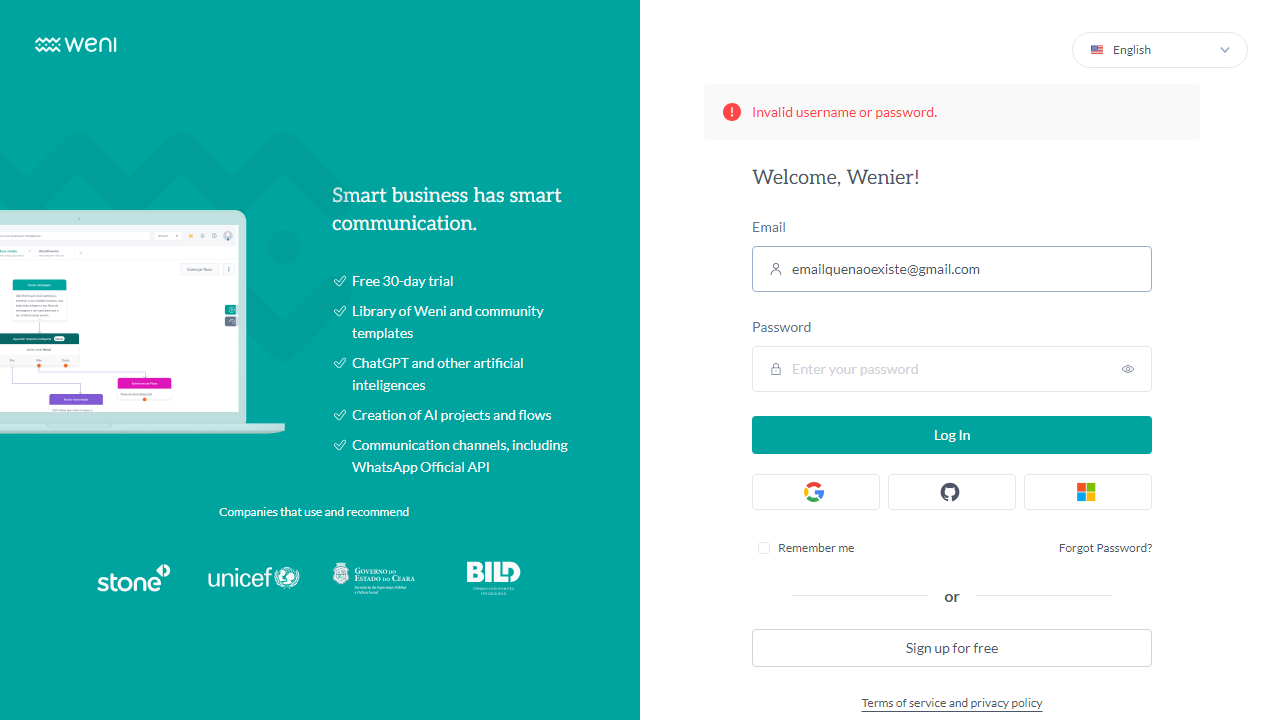 weni
English
Invalid username or password.
Welcome, Wenier!
Email
emailquenaoexiste@gmail.com
Password
Enter your password
Log In
Remember me
Forgot Password?
or
Sign up for free
Terms of service and privacy policy
Smart business has smart
communication.
Free 30-day trial
Library of Weni and community
templates
ChatGPT and other artificial
inteligences
Creation of AI projects and flows
Communication channels, including
WhatsApp Official API
Companies that use and recommend
stone
unicef
GOVERNO DO
ESTADO DO CEARÁ
BILD
Desenvolvimento
Imobiliário